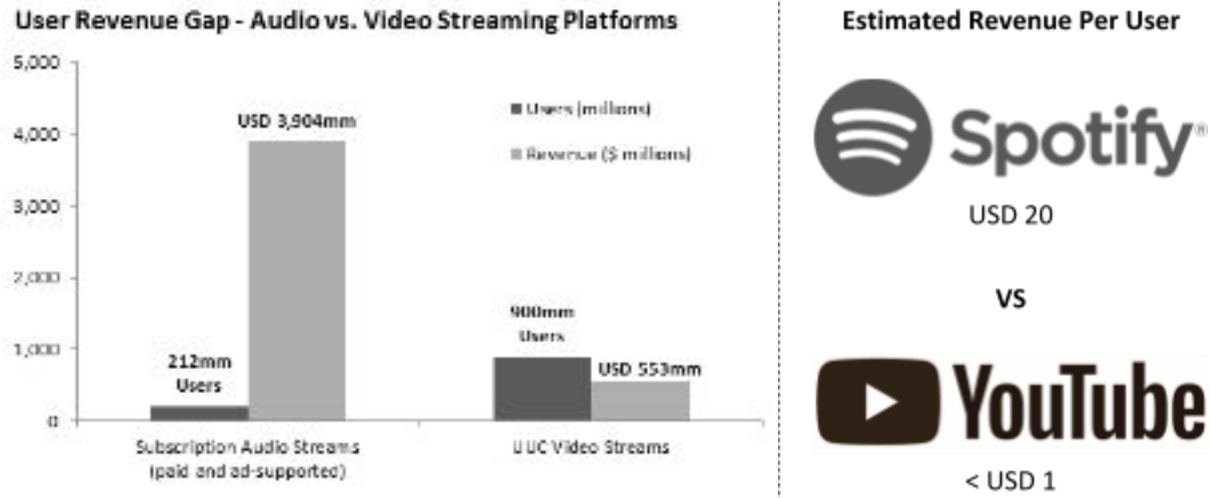 User Revenue Gap - Audio vs. Video Streaming Platforms
5,000
4,000
3,000
2,000
1,000
0
USD 3,904mm
212mm
Users
900mm
Users
USD 553mm
Users (millions)
Revenue ($ millions)
Subscription Audio Streams
(paid and ad-supported)
UUC Video Streams
Estimated Revenue Per User
Spotify®
USD 20
VS
YouTube
< USD 1